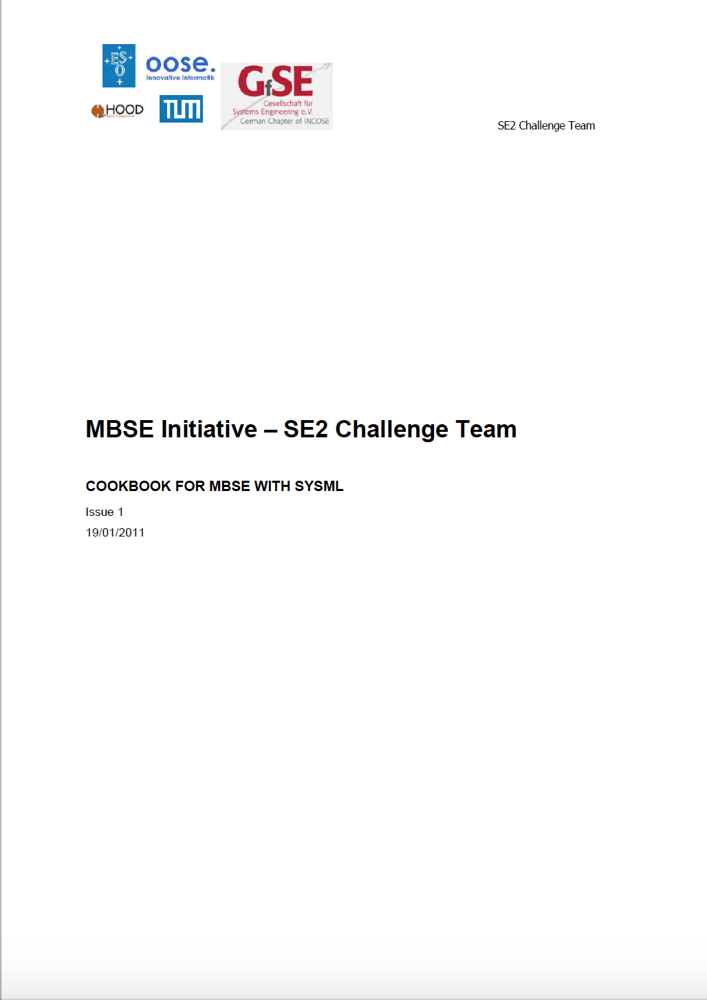 ESO
oose.
Innovative Informatik
HOOD
TUM
GfSE
Gesellschaft für
Systems Engineering e.V.
German Chapter of INCOSE
SE2 Challenge Team
MBSE Initiative – SE2 Challenge Team
COOKBOOK FOR MBSE WITH SYSML
Issue 1
19/01/2011